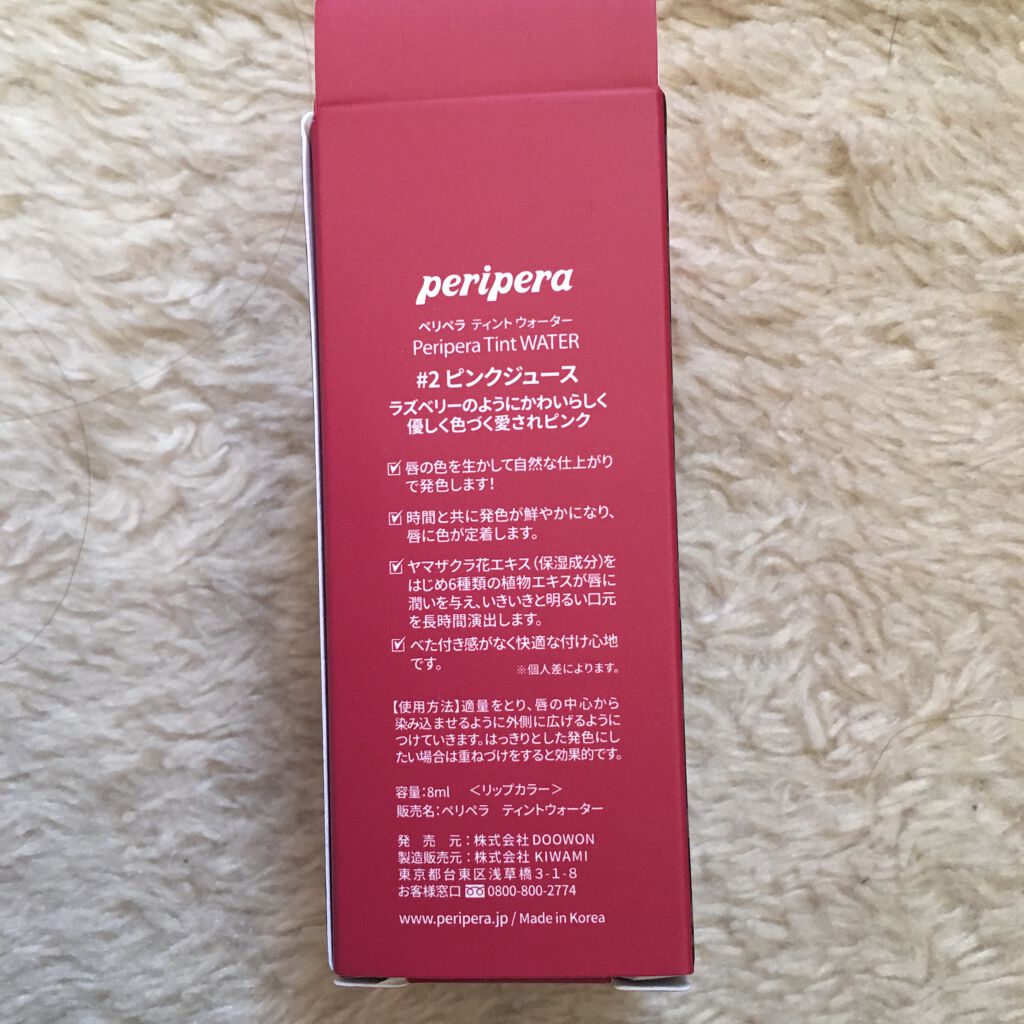 peripera
ペリペラ ティント ウォーター
Peripera Tint WATER
#2 ピンクジュース
ラズベリーのようにかわいらしく
優しく色づく愛されピンク
唇の色を生かして自然な仕上がり
で発色します!
時間と共に発色が鮮やかになり、
唇に色が定着します。
ヤマザクラ花エキス(保湿成分)を
はじめ6種類の植物エキスが唇に
潤いを与え、いきいきと明るい口元
を長時間演出します。
べた付き感がなく快適な付け心地
です。 ※個人差によります。
【使用方法】適量をとり、唇の中心から
染み込ませるように外側に広げるように
つけていきます。はっきりとした発色にし
たい場合は重ねづけをすると効果的です。
容量:8ml <リップカラー>
販売名:ペリペラ ティントウォーター
発 売 元:株式会社 DOOWON
製造販売元:株式会社 KIWAMI
東京都台東区浅草橋3-1-8
お客様窓口 0800-800-2774
www.peripera.jp / Made in Korea